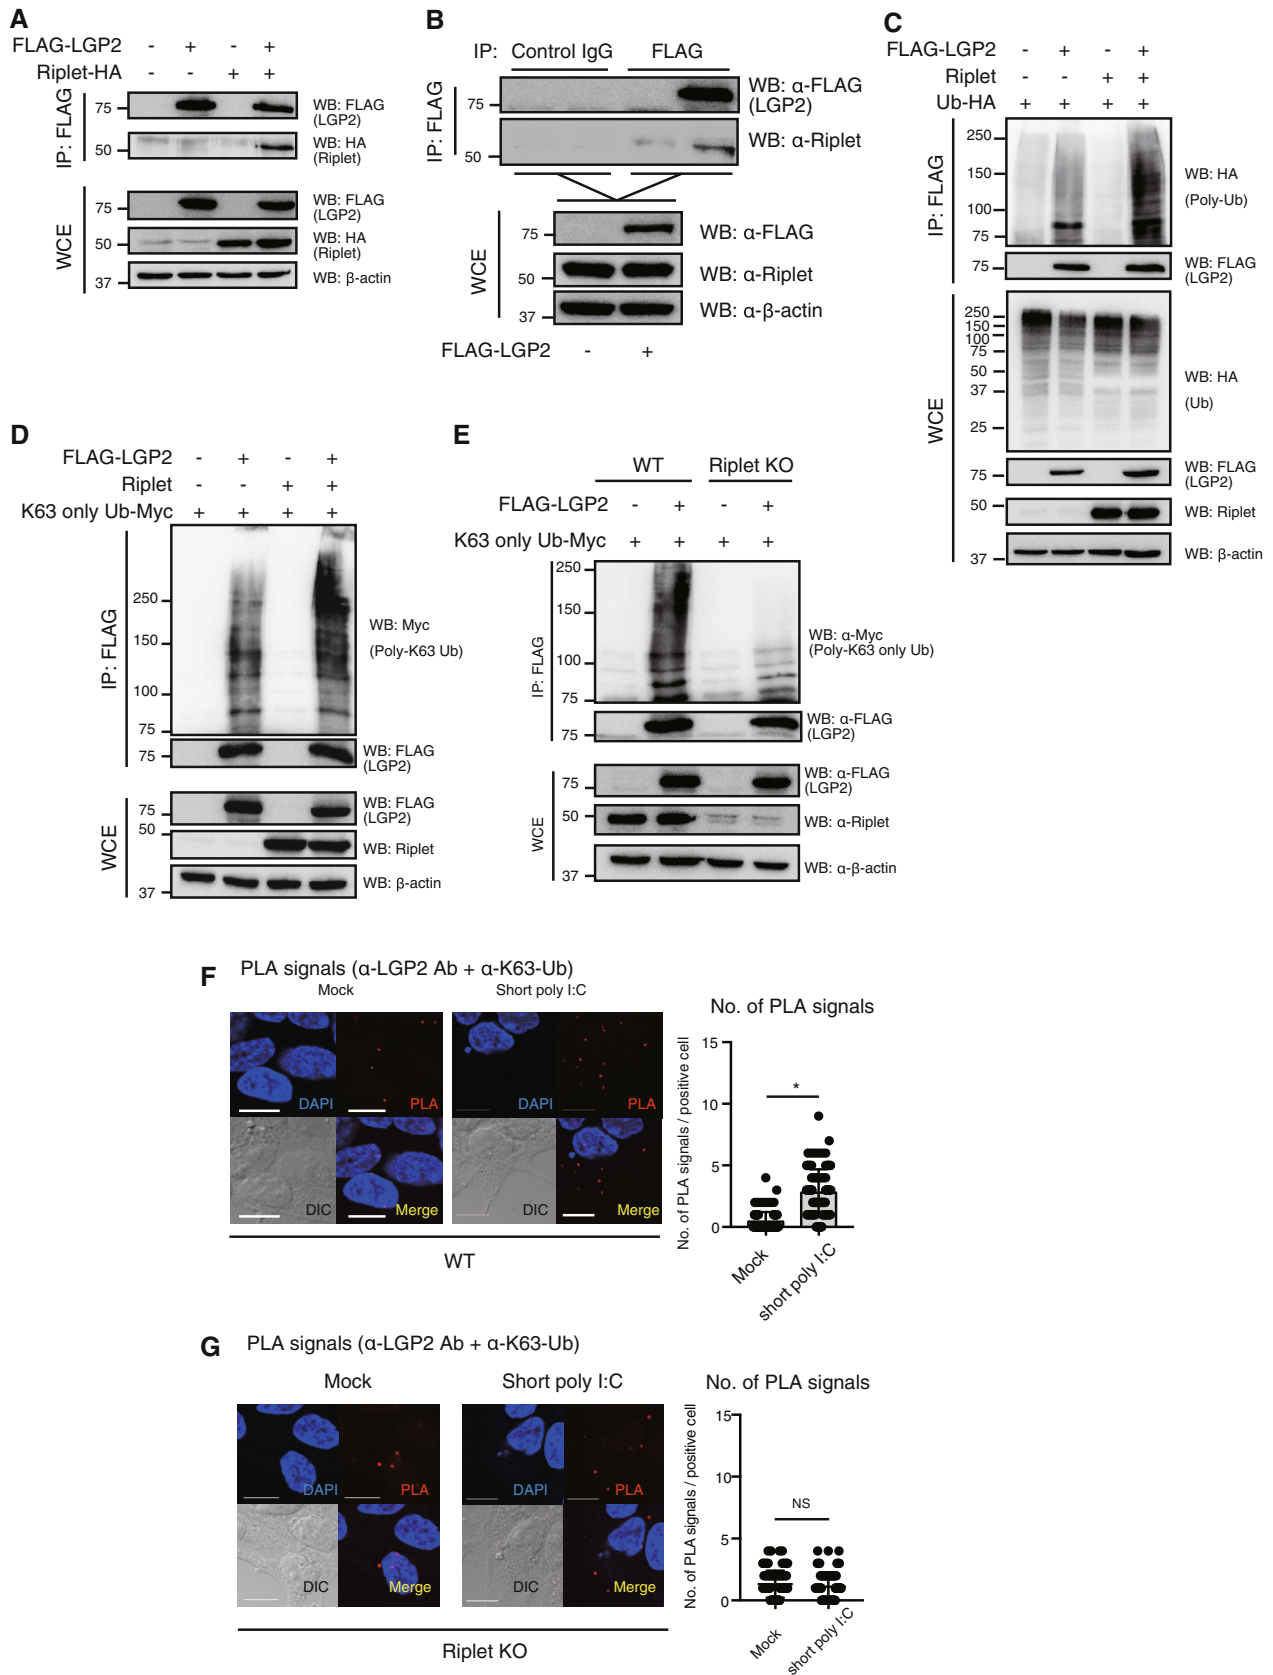 A
FLAG-LGP2 - + - +
Riplet-HA - - + +
IP: FLAG
75
WB: FLAG
(LGP2)
50
WB: HA
(Riplet)
WCE
75
WB: FLAG
(LGP2)
50
WB: HA
(Riplet)
37
WB: β-actin
B
IP: Control IgG FLAG
IP: FLAG
75
WB: α-FLAG
(LGP2)
50
WB: α-Riplet
WCE
75
WB: α-FLAG
50
WB: α-Riplet
37
WB: α-β-actin
FLAG-LGP2 - +
C
FLAG-LGP2 - + - +
Riplet - - + +
Ub-HA + + + +
IP: FLAG
250
150
100
75
WB: HA
(Poly-Ub)
75
WB: FLAG
(LGP2)
WCE
250
150
100
75
50
37
25
WB: HA
(Ub)
75
WB: FLAG
(LGP2)
50
WB: Riplet
37
WB: β-actin
D
FLAG-LGP2 - + - +
Riplet - - + +
K63 only Ub-Myc + + + +
IP: FLAG
250
150
100
75
WB: Myc
(Poly-K63 Ub)
75
WB: FLAG
(LGP2)
WCE
75
WB: FLAG
(LGP2)
50
WB: Riplet
37
WB: β-actin
E
WT Riplet KO
FLAG-LGP2 - + - +
K63 only Ub-Myc + + + +
IP: FLAG
250
150
100
75
WB: α-Myc
(Poly-K63 only Ub)
75
WB: α-FLAG
(LGP2)
WCE
75
WB: α-FLAG
(LGP2)
50
WB: α-Riplet
37
WB: α-β-actin
F
PLA signals (α-LGP2 Ab + α-K63-Ub)
Mock Short poly I:C
DAPI PLA DAPI PLA
DIC Merge DIC Merge
WT
No. of PLA signals
No. of PLA signals / positive cell
15
10
5
0
*
Mock
short poly I:C
G
PLA signals (α-LGP2 Ab + α-K63-Ub)
Mock Short poly I:C
DAPI PLA DAPI PLA
DIC Merge DIC Merge
Riplet KO
No. of PLA signals
No. of PLA signals / positive cell
15
10
5
0
NS
Mock
short poly I:C